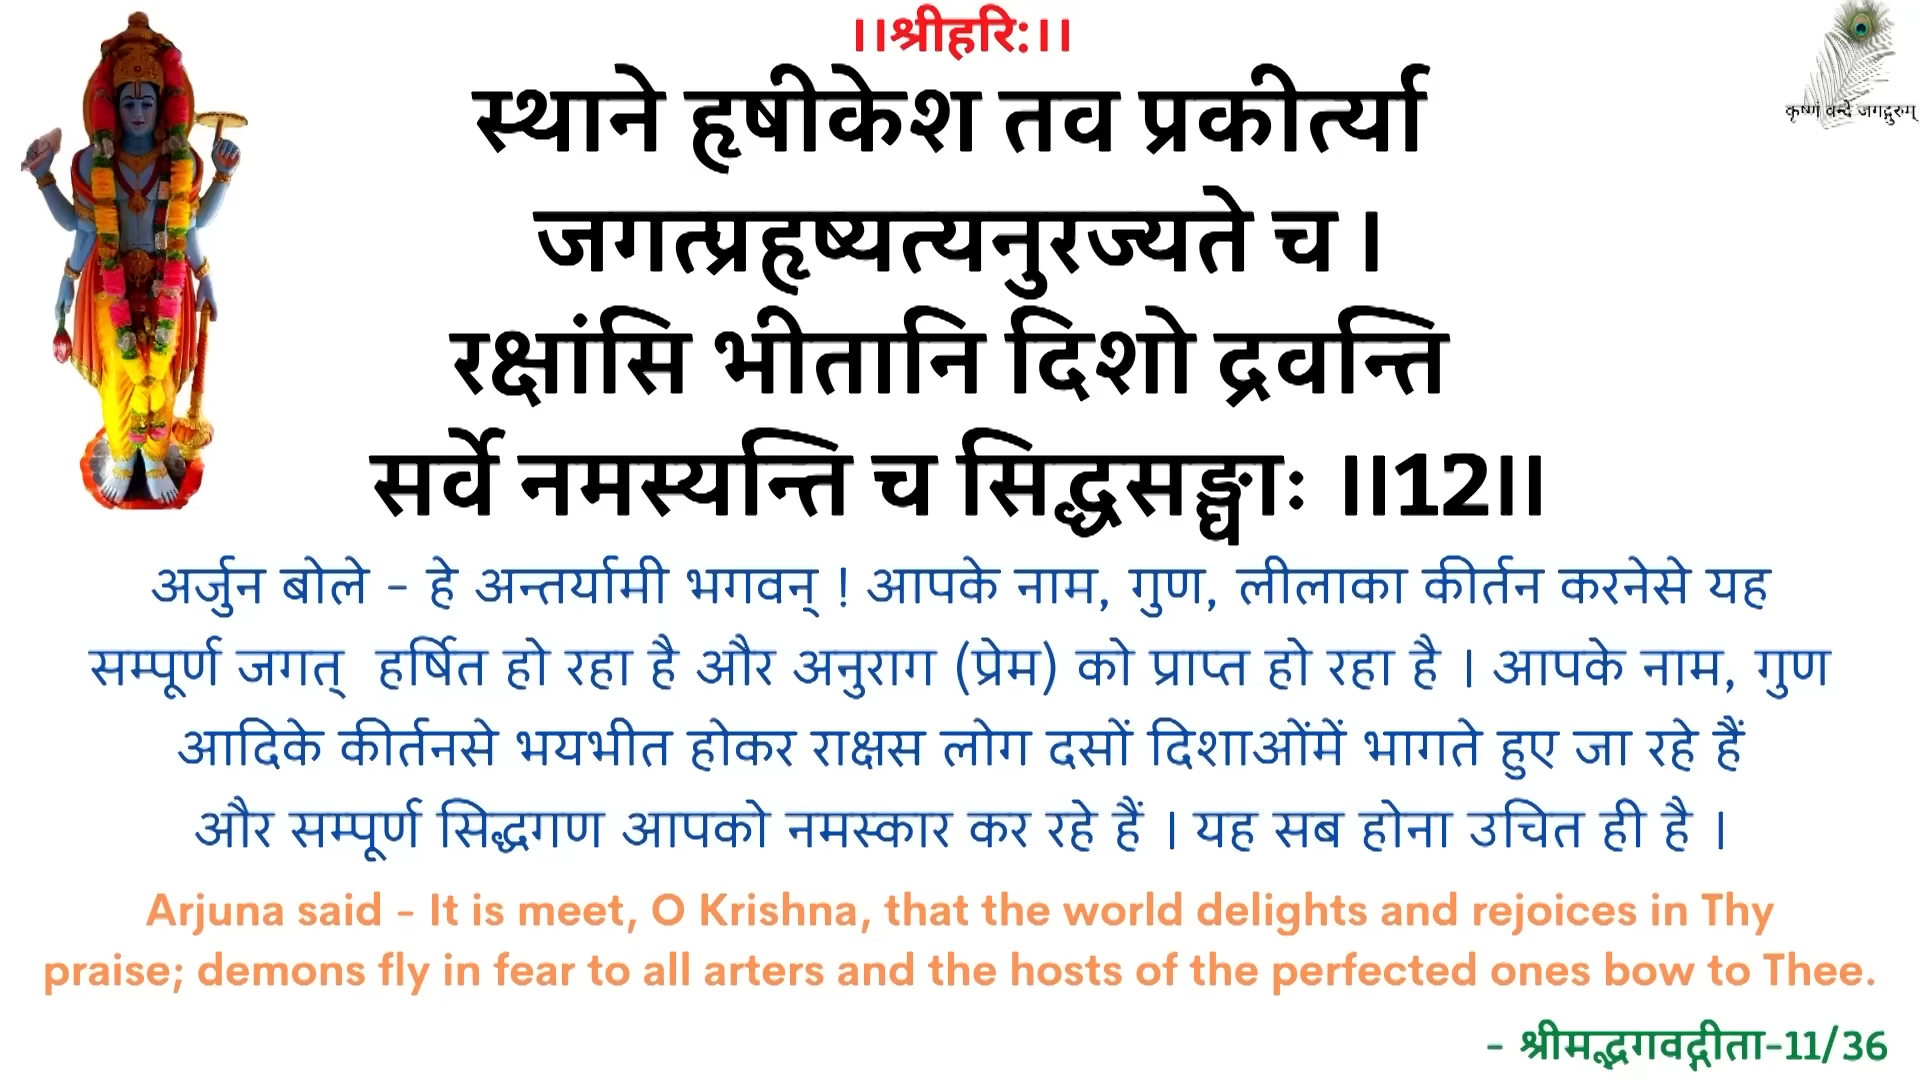 ।।श्रीहरि:।।
कृष्णं वन्दे जगद्गुरुम्
स्थाने हृषीकेश तव प्रकीर्त्या
जगत्प्रहृष्यत्यनुरज्यते च।
रक्षांसि भीतानि दिशो द्रवन्ति
सर्वे नमस्यन्ति च सिद्धसङ्घाः ।।12।।
अर्जुन बोले - हे अन्तर्यामी भगवन् ! आपके नाम, गुण, लीलाका कीर्तन करनेसे यह
सम्पूर्ण जगत् हर्षित हो रहा है और अनुराग (प्रेम) को प्राप्त हो रहा है । आपके नाम, गुण
आदिके कीर्तनसे भयभीत होकर राक्षस लोग दसों दिशाओंमें भागते हुए जा रहे हैं
और सम्पूर्ण सिद्धगण आपको नमस्कार कर रहे हैं । यह सब होना उचित ही है ।
Arjuna said - It is meet, O Krishna, that the world delights and rejoices in Thy
praise; demons fly in fear to all arters and the hosts of the perfected ones bow to Thee.
- श्रीमद्भगवद्गीता-11/36